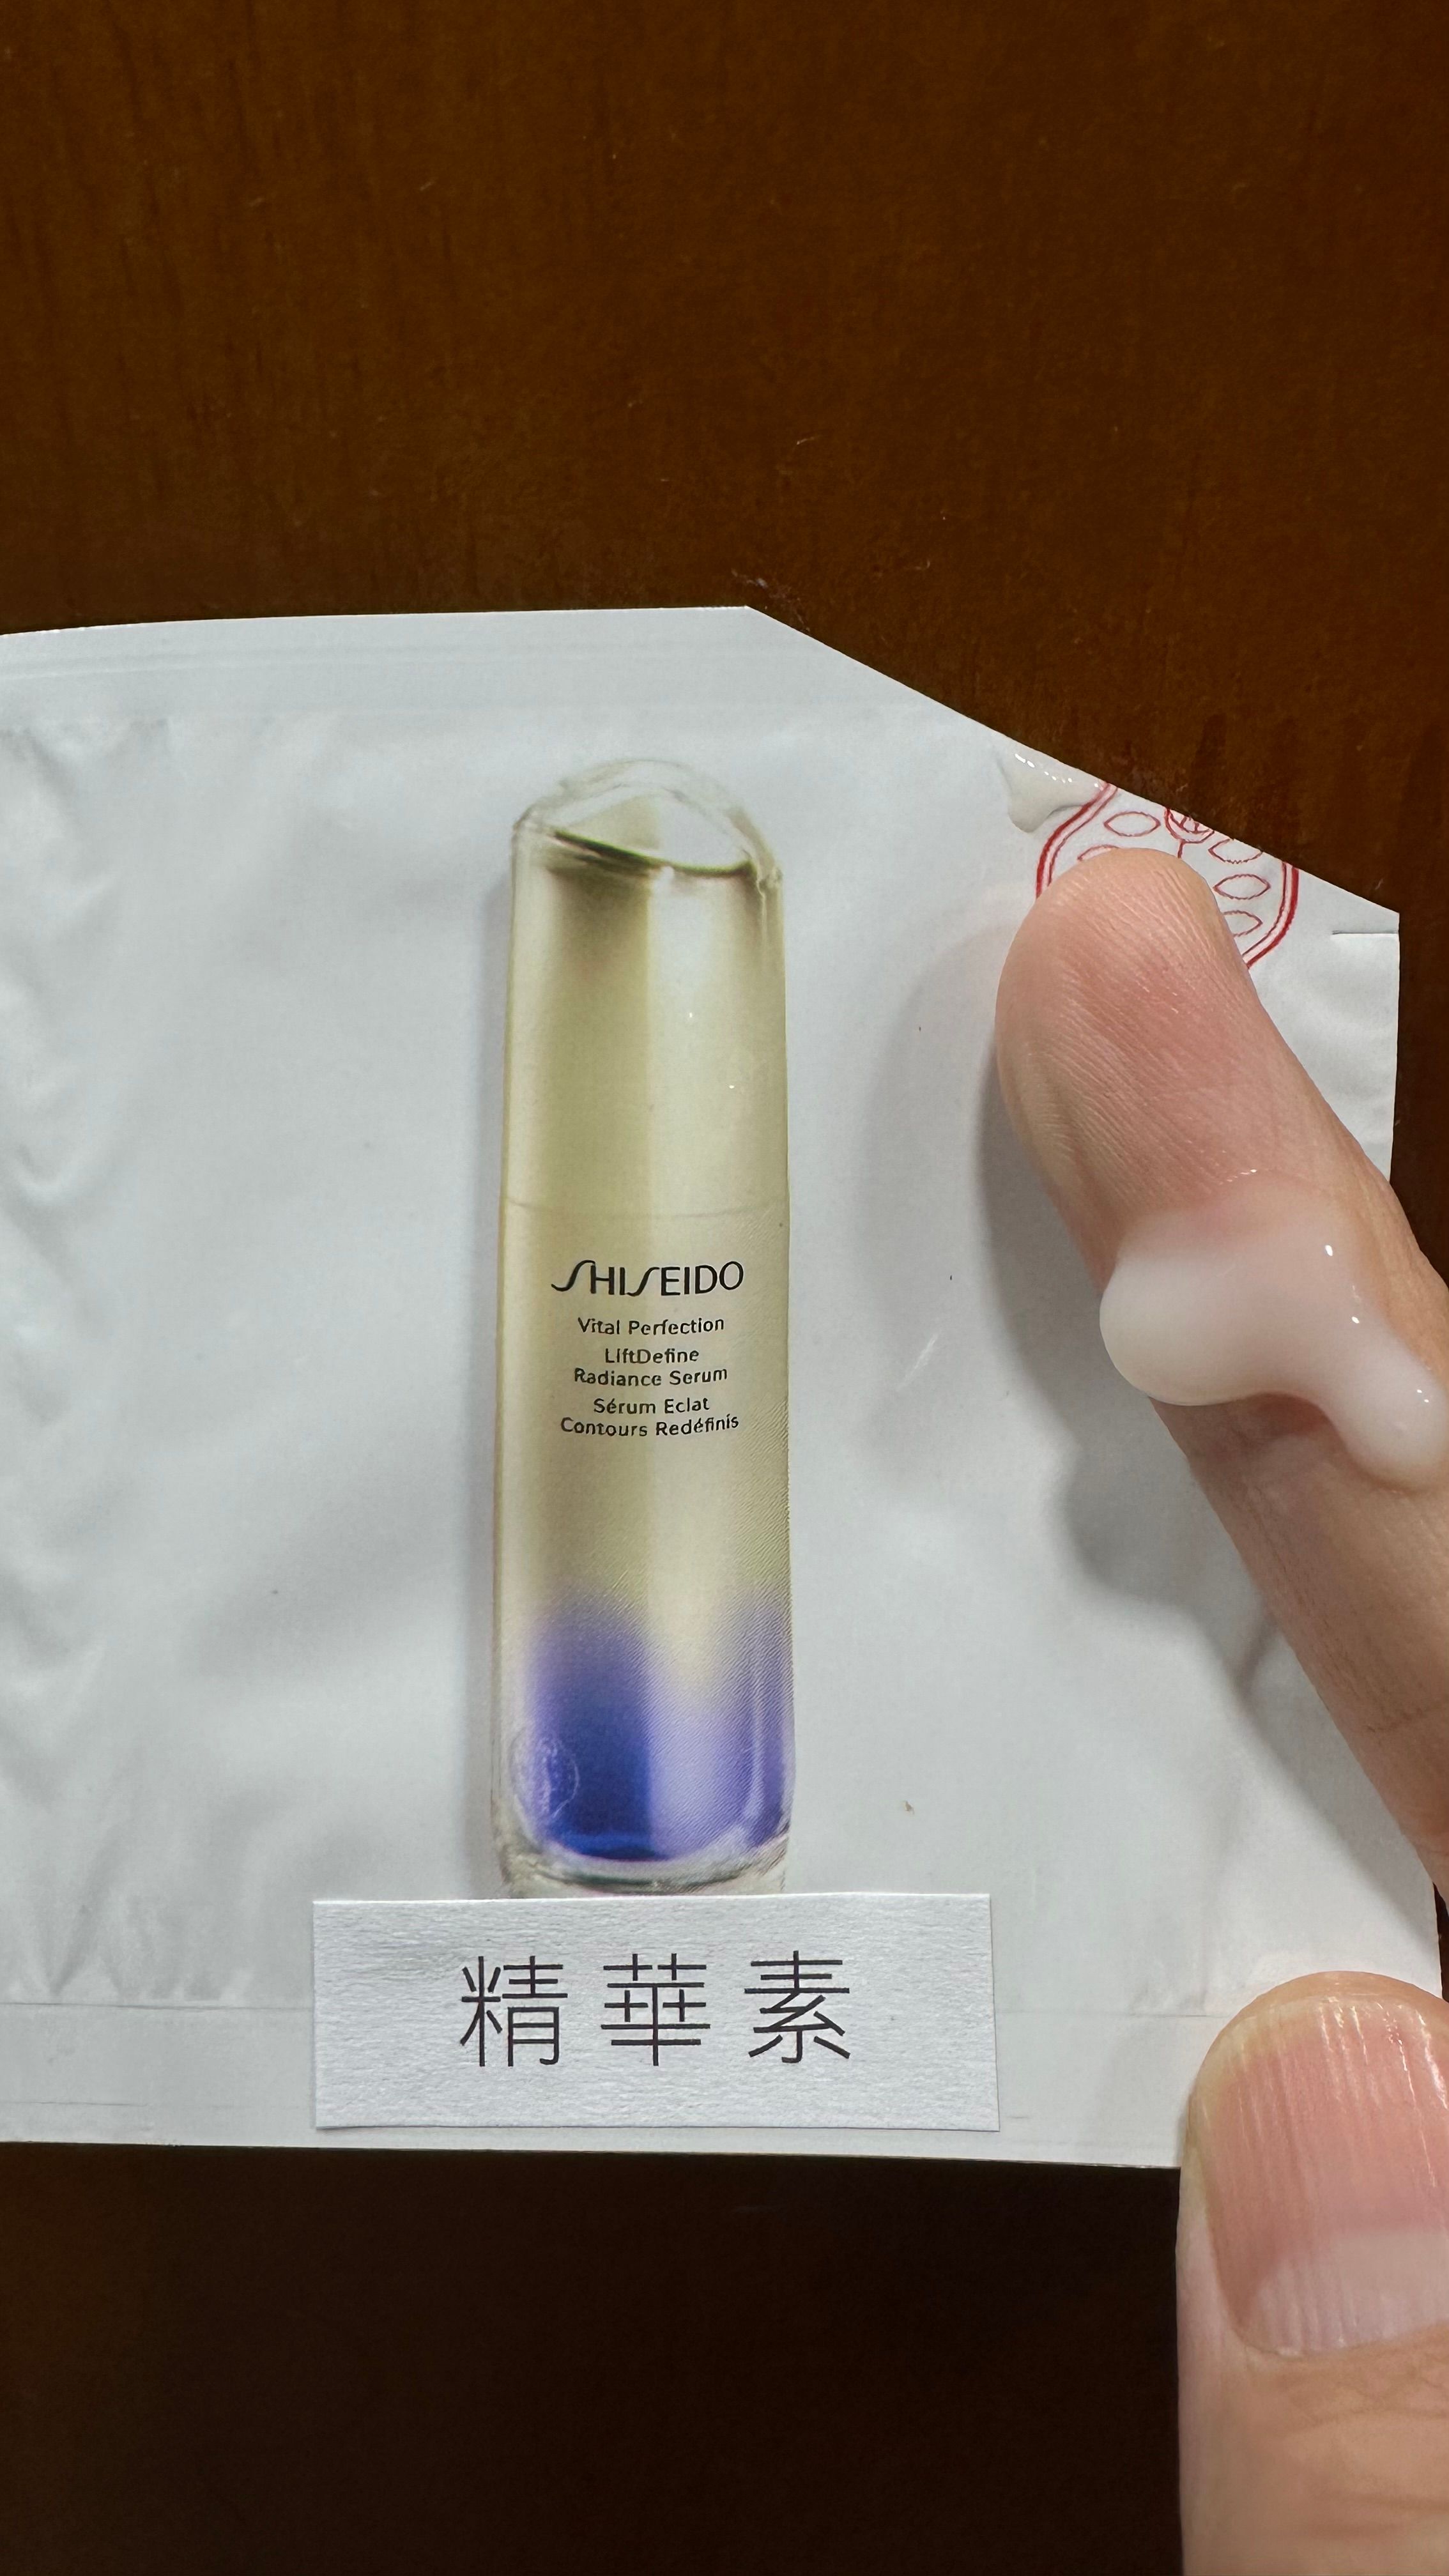 SHISEIDO
Vital Perfection
LiftDefine
Radiance Serum
Sérum Eclat
Contours Redéfinis
精華素